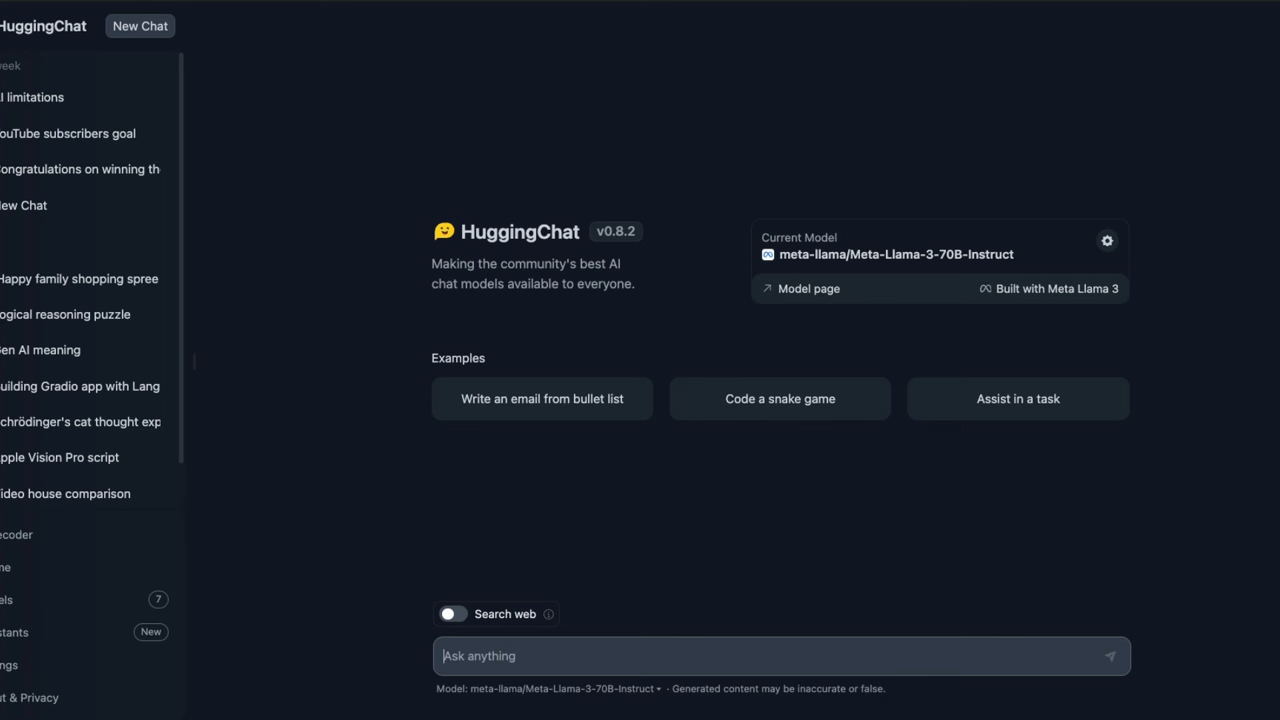 HuggingChat
New Chat
eek
I limitations
ouTube subscribers goal
ongratulations on winning th
ew Chat
Happy family shopping spree
ogical reasoning puzzle
en AI meaning
uilding Gradio app with Lang
chrödinger's cat thought exp
pple Vision Pro script
ideo house comparison
ecoder
me
els
7
stants
New
ngs
t & Privacy
HuggingChat
v0.8.2
Making the community's best AI
chat models available to everyone.
Current Model
meta-llama/Meta-Llama-3-70B-Instruct
Model page
Built with Meta Llama 3
Examples
Write an email from bullet list
Code a snake game
Assist in a task
Search web
Ask anything
Model: meta-llama/Meta-Llama-3-70B-Instruct · Generated content may be inaccurate or false.